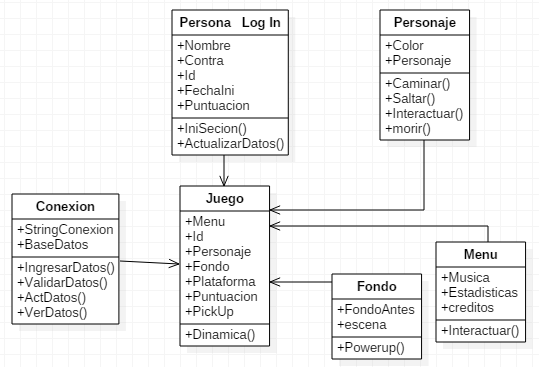 Persona   Log In
+Nombre
+Contra
+Id
+FechaIni
+Puntuacion
+IniSecion()
+ActualizarDatos()
Personaje
+Color
+Personaje
+Caminar()
+Saltar()
+Interactuar()
+morir()
Conexion
+StringConexion
+BaseDatos
+IngresarDatos()
+ValidarDatos()
+ActDatos()
+VerDatos()
Juego
+Menu
+Id
+Personaje
+Fondo
+Plataforma
+Puntuacion
+PickUp
+Dinamica()
Fondo
+FondoAntes
+escena
+Powerup()
Menu
+Musica
+Estadisticas
+creditos
+Interactuar()